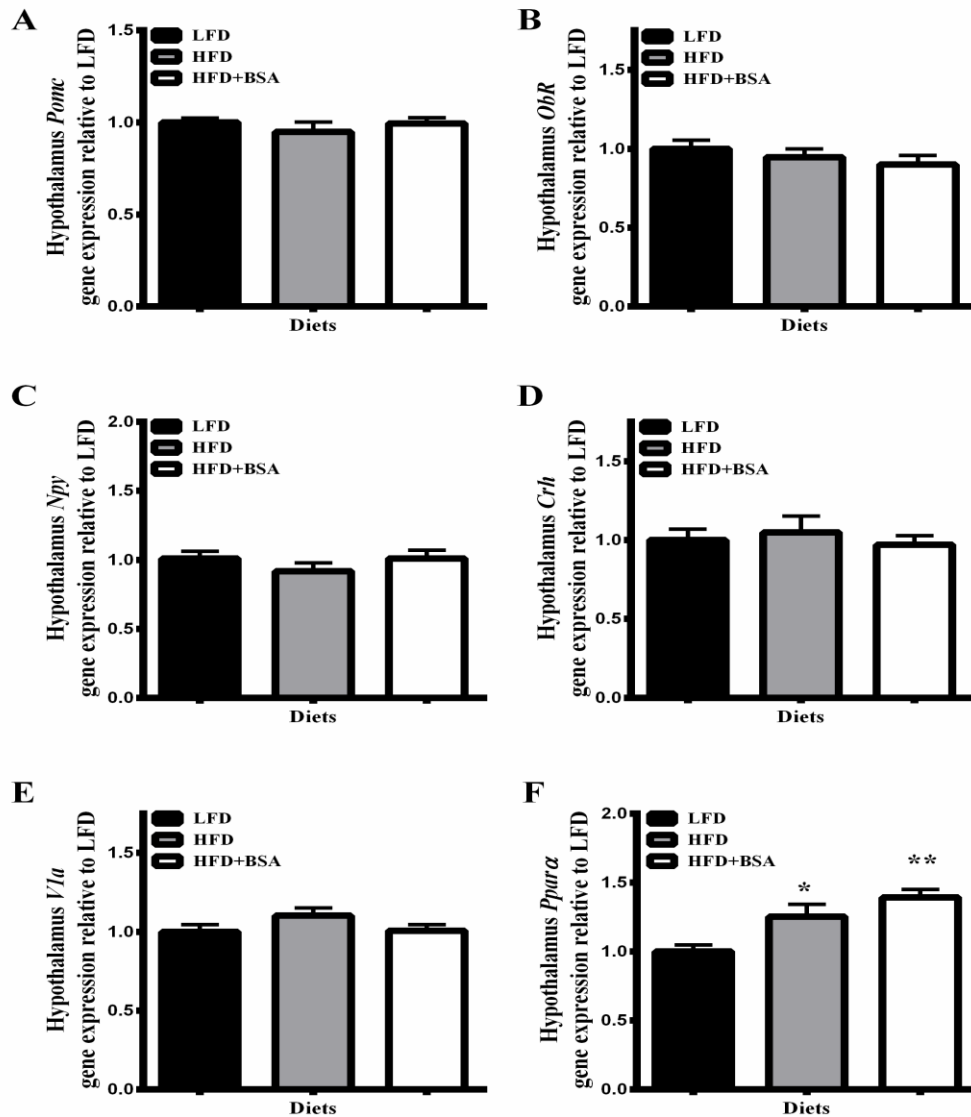 A
Hypothalamus Pomc
gene expression relative to LFD
1.5
1.0
0.5
0.0
LFD
HFD
HFD+BSA
Diets
B
Hypothalamus ObR
gene expression relative to LFD
1.5
1.0
0.5
0.0
LFD
HFD
HFD+BSA
Diets
C
Hypothalamus Npy
gene expression relative to LFD
2.0
1.5
1.0
0.5
0.0
LFD
HFD
HFD+BSA
Diets
D
Hypothalamus Crh
gene expression relative to LFD
1.5
1.0
0.5
0.0
LFD
HFD
HFD+BSA
Diets
E
Hypothalamus V1a
gene expression relative to LFD
1.5
1.0
0.5
0.0
LFD
HFD
HFD+BSA
Diets
F
Hypothalamus Pparα
gene expression relative to LFD
2.0
1.5
1.0
0.5
0.0
LFD
HFD
HFD+BSA
*
**
Diets